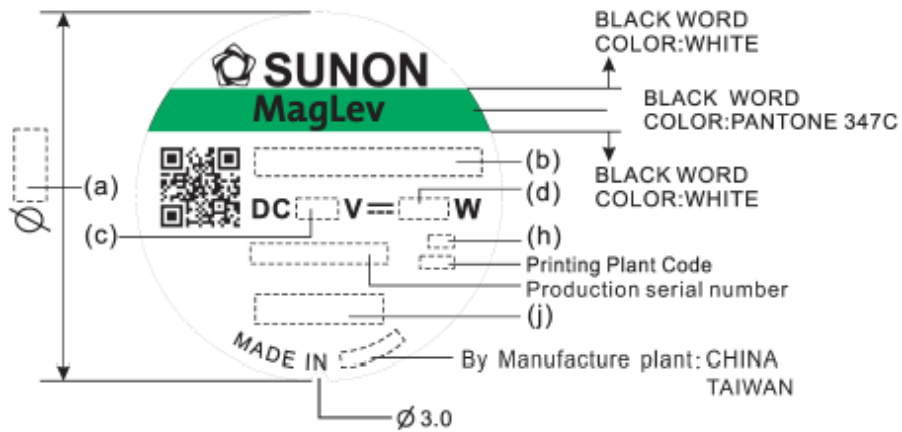 BLACK WORD
COLOR:WHITE
SUNON
MagLev
BLACK WORD
COLOR:PANTONE 347C
(b)
BLACK WORD
COLOR:WHITE
(a)
Ø
(d)
DC V W
(c)
(h)
Printing Plant Code
Production serial number
(j)
MADE IN
By Manufacture plant: CHINA
TAIWAN
Ø 3.0